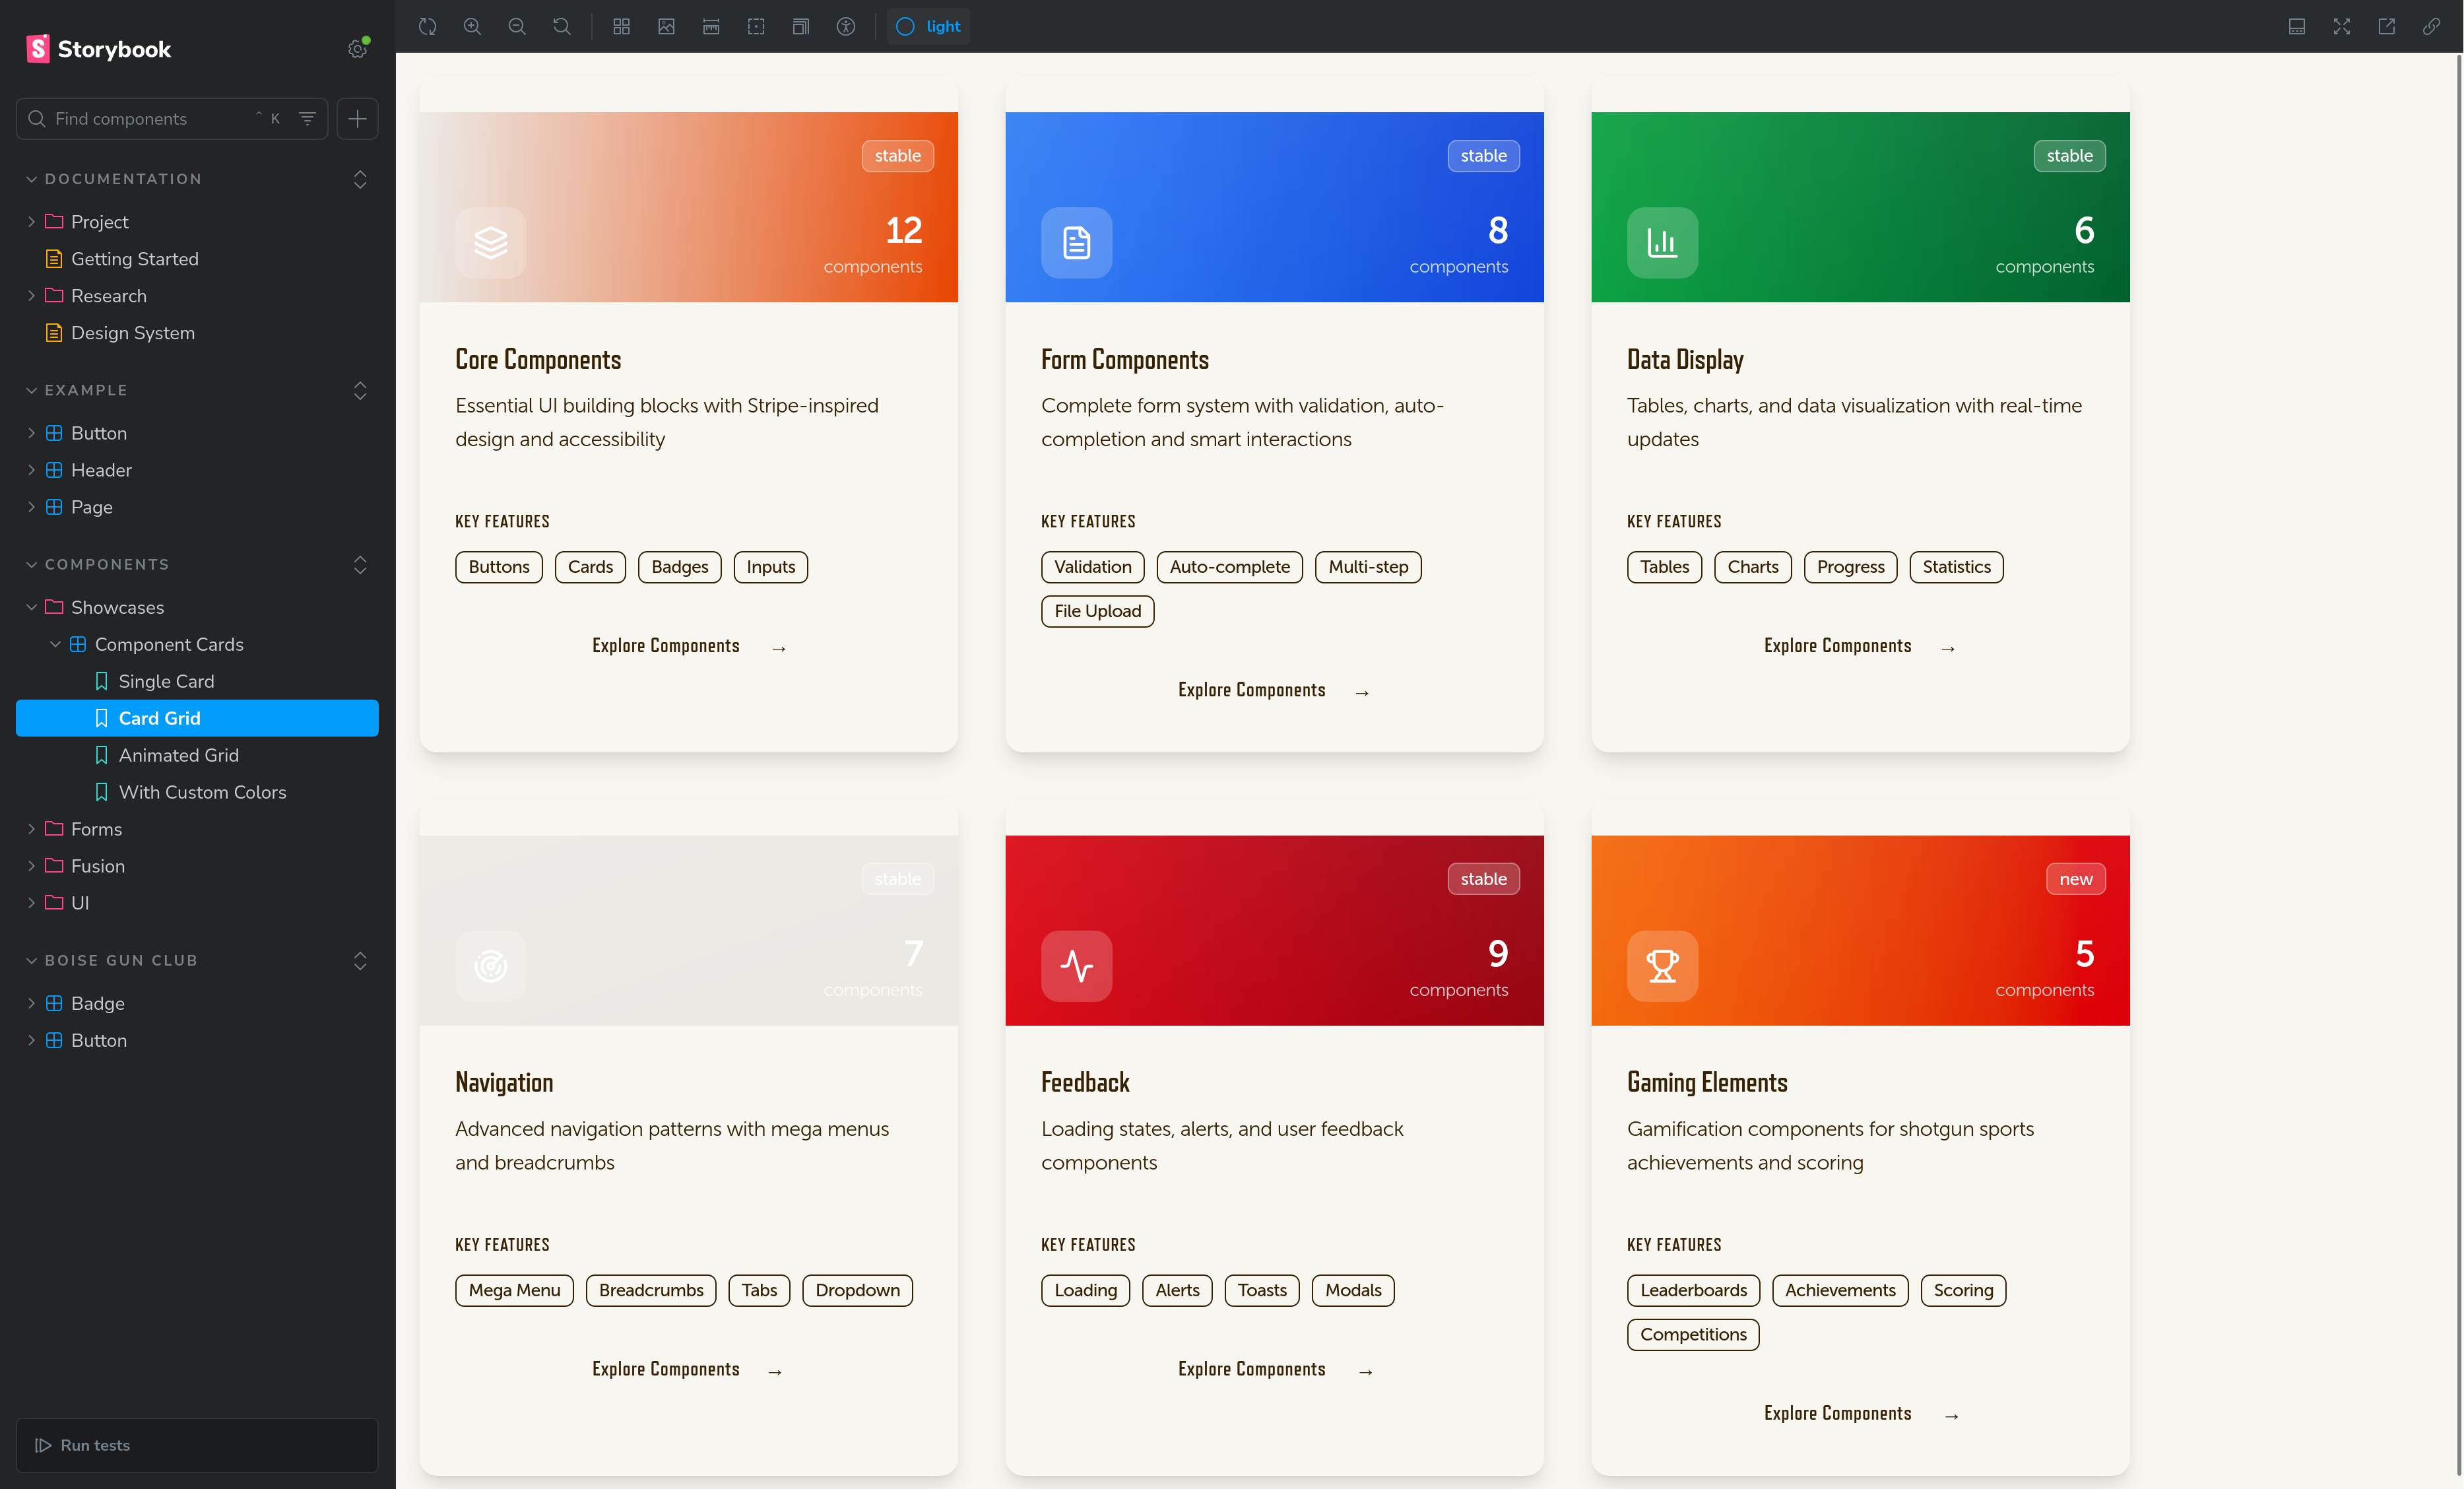 Storybook
Find components
⌃ K
DOCUMENTATION
Project
Getting Started
Research
Design System
EXAMPLE
Button
Header
Page
COMPONENTS
Showcases
Component Cards
Single Card
Card Grid
Animated Grid
With Custom Colors
Forms
Fusion
UI
BOISE GUN CLUB
Badge
Button
Run tests
light
stable
12
components
Core Components
Essential UI building blocks with Stripe-inspired
design and accessibility
KEY FEATURES
Buttons Cards Badges Inputs
Explore Components →
stable
8
components
Form Components
Complete form system with validation, auto-
completion and smart interactions
KEY FEATURES
Validation Auto-complete Multi-step
File Upload
Explore Components →
stable
6
components
Data Display
Tables, charts, and data visualization with real-time
updates
KEY FEATURES
Tables Charts Progress Statistics
Explore Components →
stable
7
components
Navigation
Advanced navigation patterns with mega menus
and breadcrumbs
KEY FEATURES
Mega Menu Breadcrumbs Tabs Dropdown
Explore Components →
stable
9
components
Feedback
Loading states, alerts, and user feedback
components
KEY FEATURES
Loading Alerts Toasts Modals
Explore Components →
new
5
components
Gaming Elements
Gamification components for shotgun sports
achievements and scoring
KEY FEATURES
Leaderboards Achievements Scoring
Competitions
Explore Components →